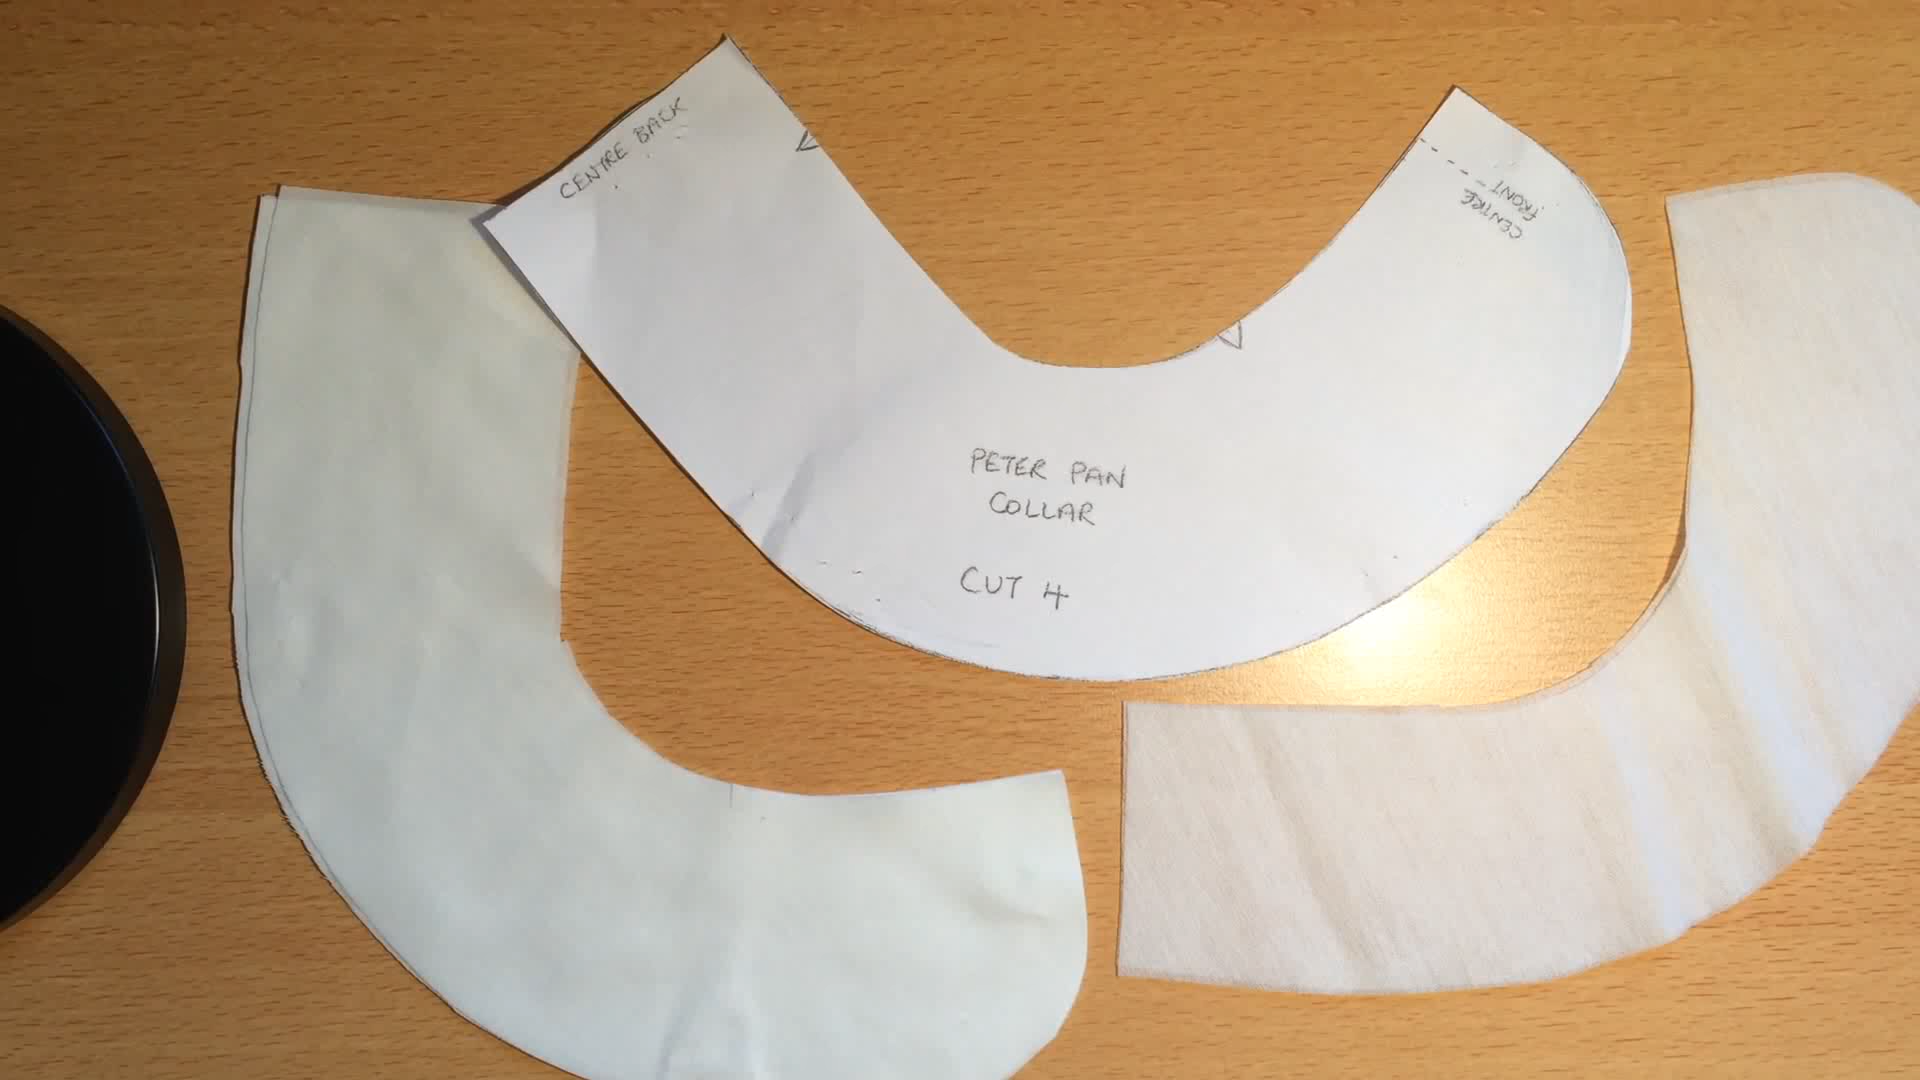 CENTRE BACK
CENTRE
FRONT
PETER PAN
COLLAR
CUT 4